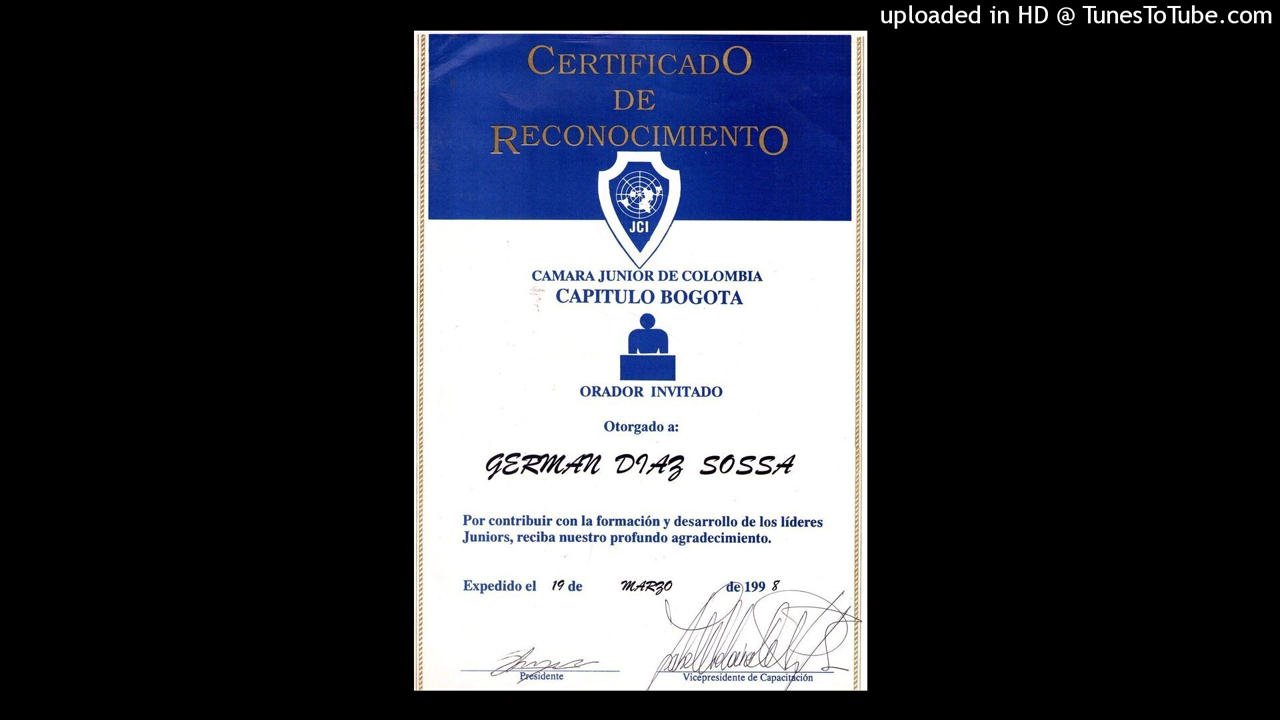 uploaded in HD @ TunesToTube.com
CERTIFICADO
DE
RECONOCIMIENTO
JCI
CAMARA JUNIOR DE COLOMBIA
CAPITULO BOGOTA
ORADOR INVITADO
Otorgado a:
GERMAN DIAZ SOSSA
Por contribuir con la formación y desarrollo de los líderes
Juniors, reciba nuestro profundo agradecimiento.
Expedido el 19 de MARZO de 1998
Presidente
Vicepresidente de Capacitación